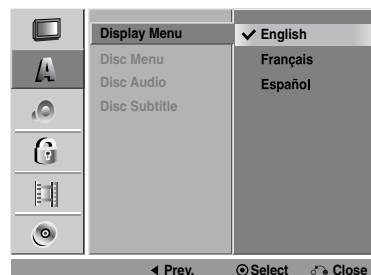 Display Menu
Disc Menu
Disc Audio
Disc Subtitle
✔ English
Français
Español
◀ Prev.
Select
Close